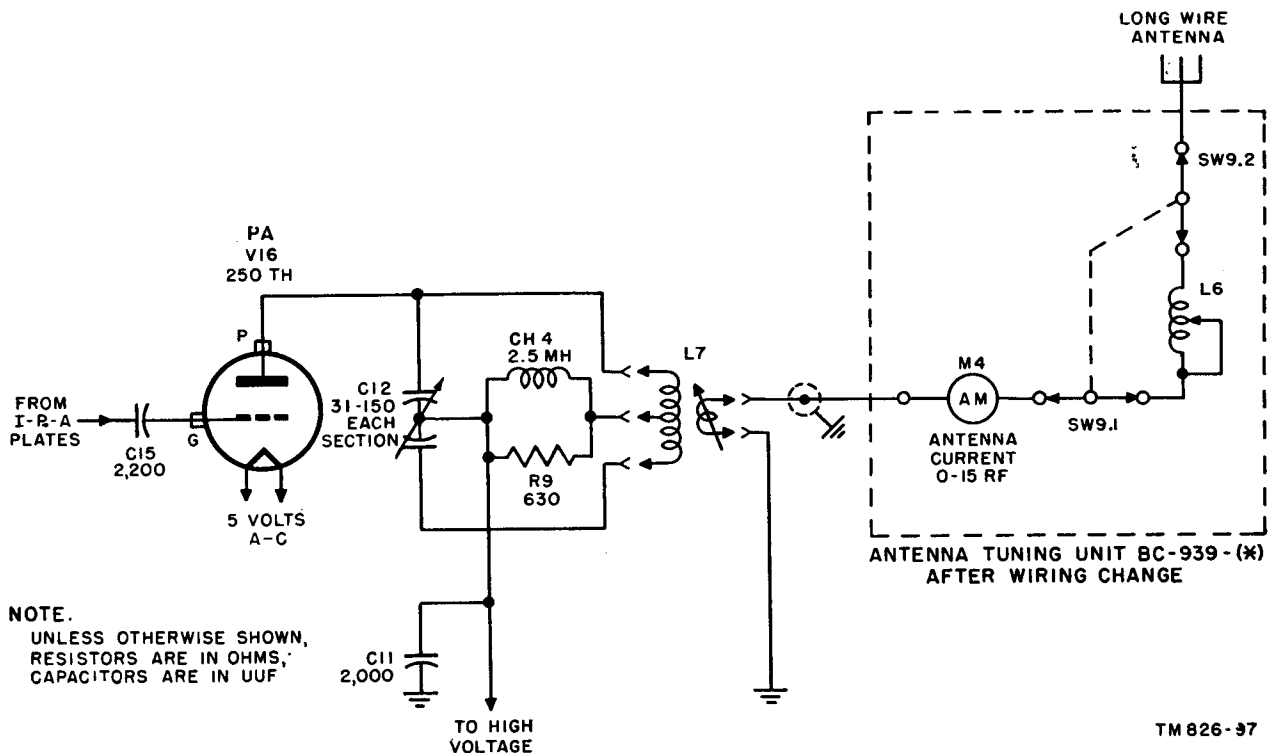 LONG WIRE
ANTENNA
SW9.2
PA
V16
250 TH
L6
P
CH 4
2.5 MH
L7
M4
C12
31-150
EACH
SECTION
FROM
I-R-A
PLATES
AM
SW9.1
G
C15
2,200
ANTENNA
CURRENT
0-15 RF
R9
630
5 VOLTS
A-C
ANTENNA TUNING UNIT BC-939-(*)
AFTER WIRING CHANGE
NOTE.
UNLESS OTHERWISE SHOWN,
RESISTORS ARE IN OHMS,
CAPACITORS ARE IN UUF
C11
2,000
TO HIGH
VOLTAGE
TM 826-97